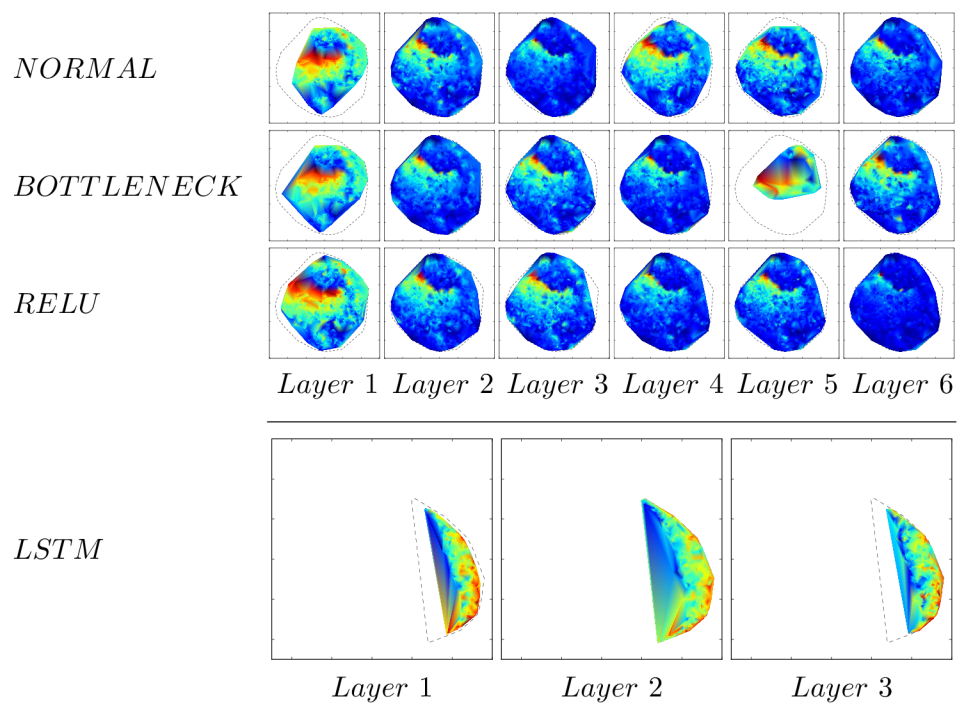 NORMAL
BOTTLENECK
RELU
Layer 1 Layer 2 Layer 3 Layer 4 Layer 5 Layer 6
LSTM
Layer 1 Layer 2 Layer 3